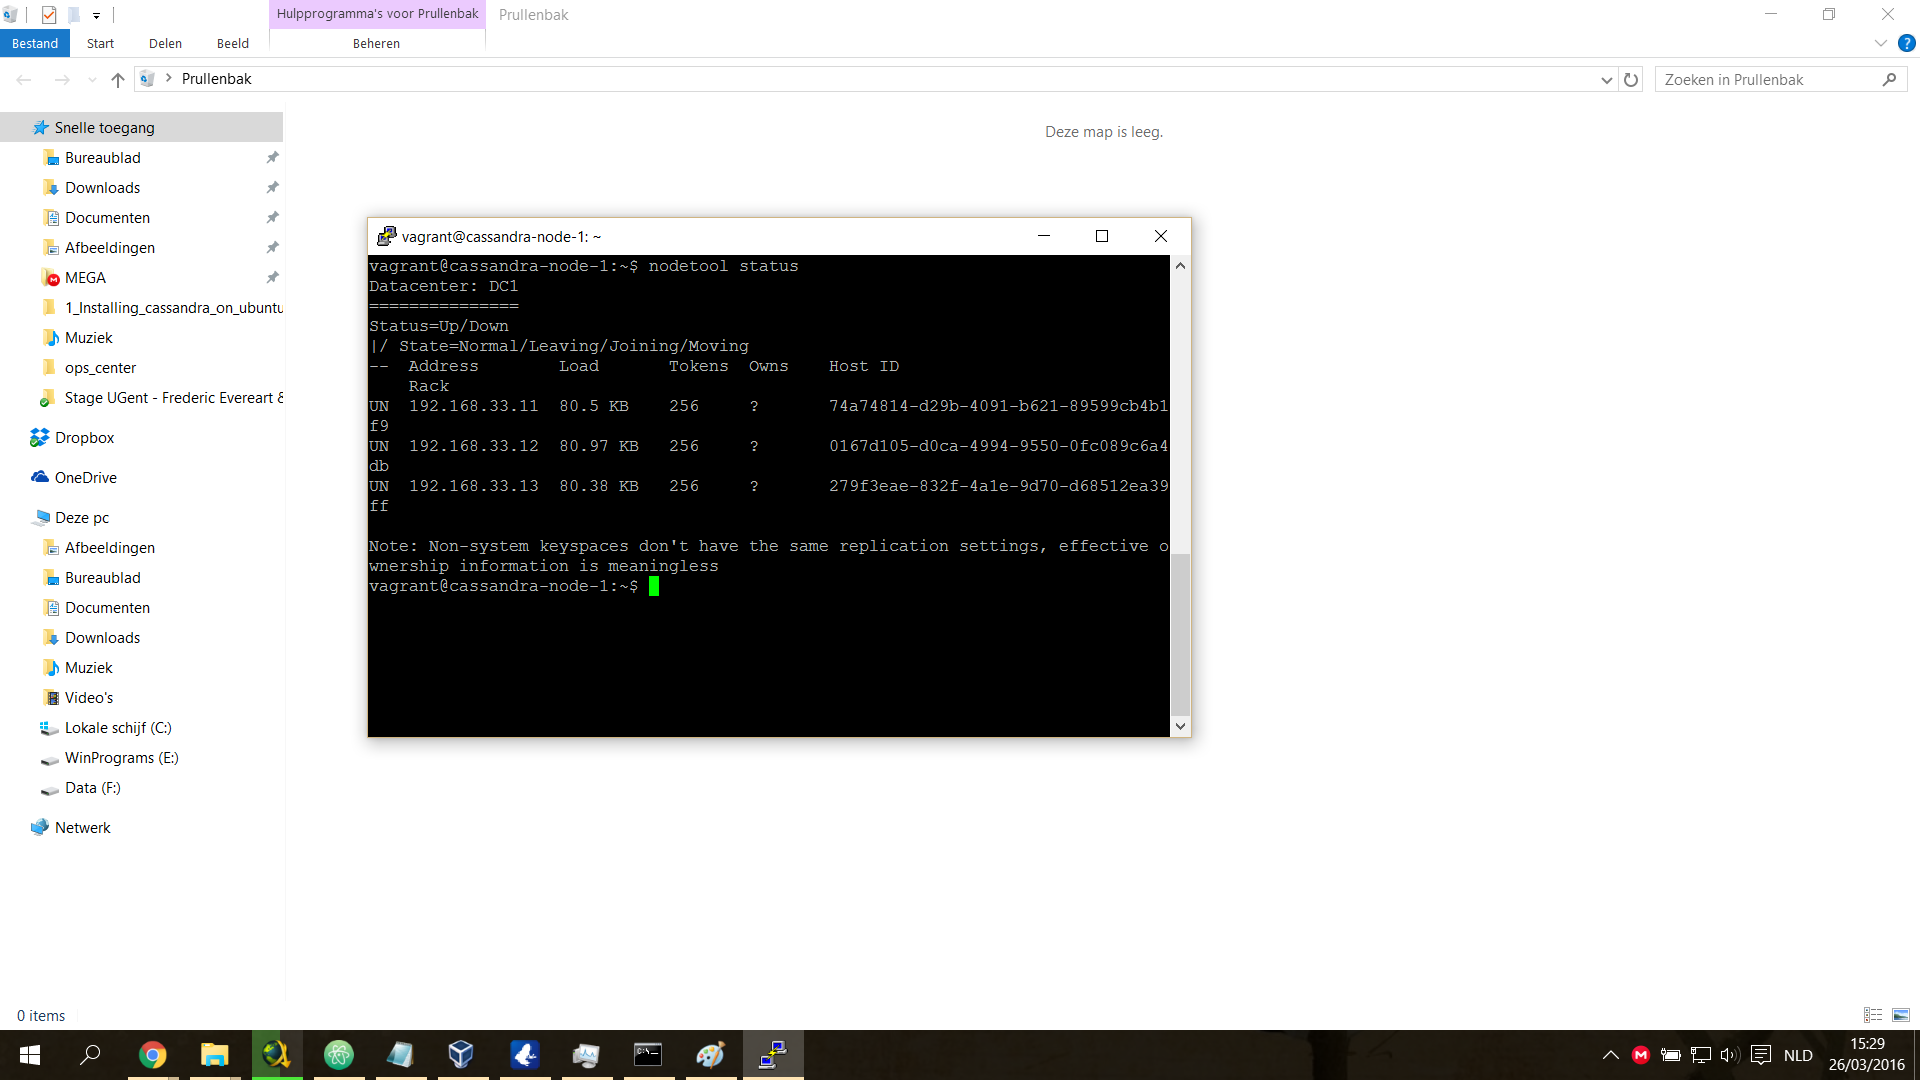 Hulpprogramma's voor Prullenbak
Prullenbak
Bestand
Start
Delen
Beeld
Beheren
Prullenbak
Zoeken in Prullenbak
Snelle toegang
Bureaublad
Downloads
Documenten
Afbeeldingen
MEGA
1_Installing_cassandra_on_ubuntu
Muziek
ops_center
Stage UGent - Frederic Evereart &
Dropbox
OneDrive
Deze pc
Afbeeldingen
Bureaublad
Documenten
Downloads
Muziek
Video's
Lokale schijf (C:)
WinPrograms (E:)
Data (F:)
Netwerk
Deze map is leeg.
vagrant@cassandra-node-1: ~
vagrant@cassandra-node-1:~$ nodetool status
Datacenter: DC1
===============
Status=Up/Down
|/ State=Normal/Leaving/Joining/Moving
--  Address        Load       Tokens  Owns    Host ID
    Rack
UN  192.168.33.11  80.5 KB    256     ?       74a74814-d29b-4091-b621-89599cb4b1
f9
UN  192.168.33.12  80.97 KB   256     ?       0167d105-d0ca-4994-9550-0fc089c6a4
db
UN  192.168.33.13  80.38 KB   256     ?       279f3eae-832f-4a1e-9d70-d68512ea39
ff
Note: Non-system keyspaces don't have the same replication settings, effective o
wnership information is meaningless
vagrant@cassandra-node-1:~$
0 items
NLD
15:29
26/03/2016